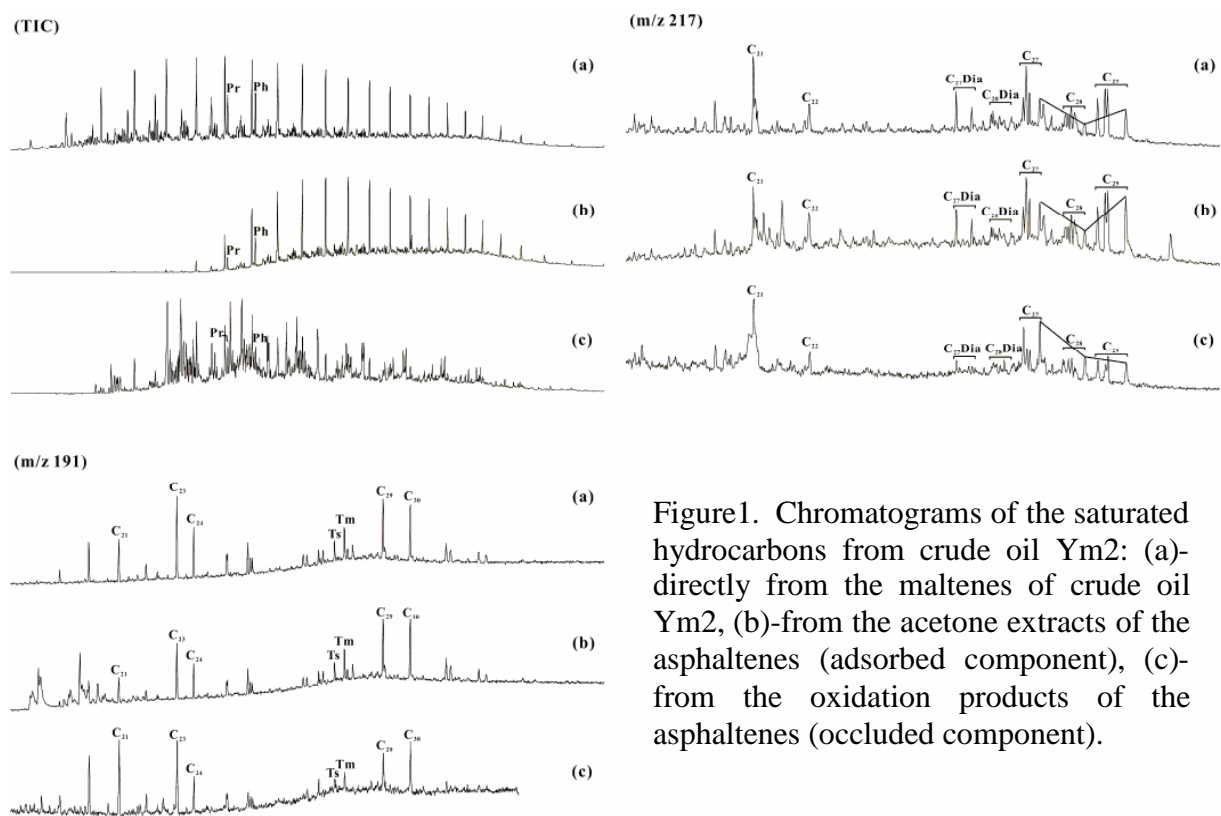 (TIC)
(a)
Pr
Ph
(b)
Pr
Ph
(c)
Pr
Ph
(m/z 217)
(a)
C21
C22
C27Dia
C28Dia
C27
C28
C29
(b)
C21
C22
C27Dia
C28Dia
C27
C28
C29
(c)
C21
C22
C27Dia
C28Dia
C27
C28
C29
(m/z 191)
(a)
C21
C23
C24
Ts
Tm
C29
C30
(b)
C21
C23
C24
Ts
Tm
C29
C30
(c)
C21
C23
C24
Ts
Tm
C29
C30
Figure1. Chromatograms of the saturated
hydrocarbons from crude oil Ym2: (a)-
directly from the maltenes of crude oil
Ym2, (b)-from the acetone extracts of the
asphaltenes (adsorbed component), (c)-
from the oxidation products of the
asphaltenes (occluded component).